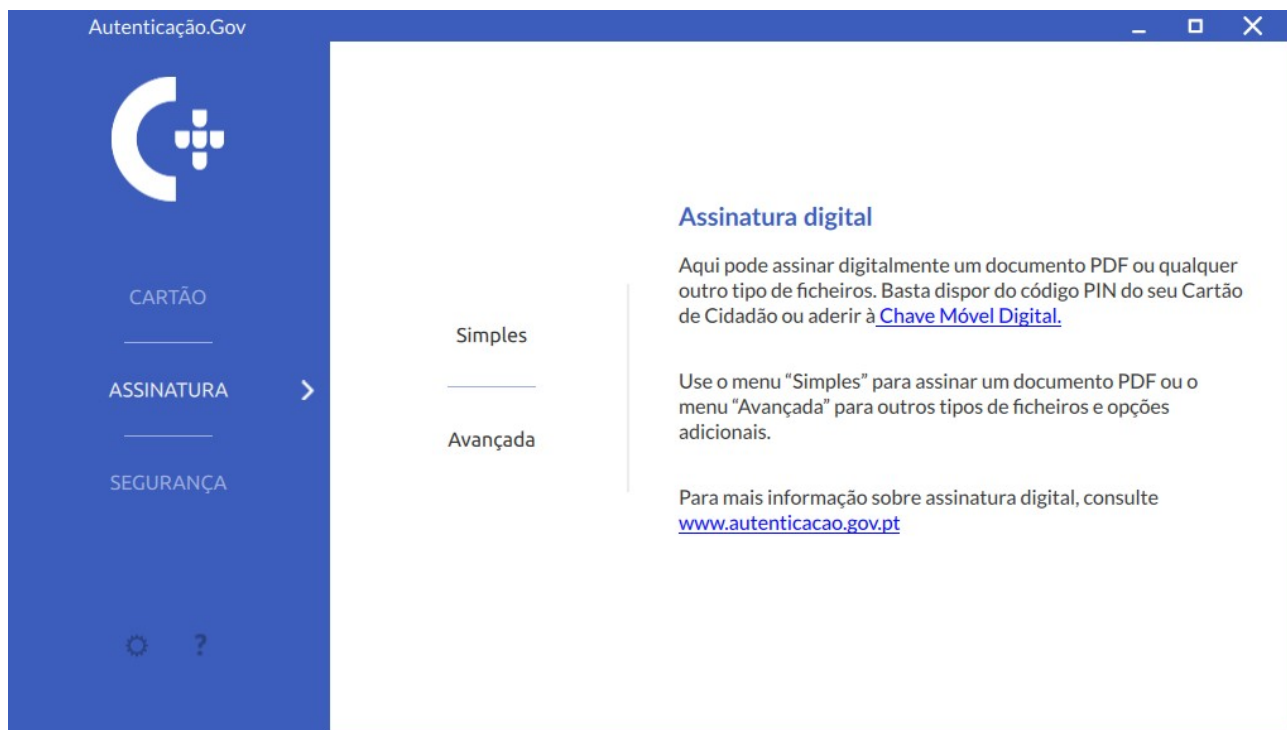 Autenticação.Gov
CARTÃO
ASSINATURA
SEGURANÇA
?
Simples
Avançada
Assinatura digital
Aqui pode assinar digitalmente um documento PDF ou qualquer
outro tipo de ficheiros. Basta dispor do código PIN do seu Cartão
de Cidadão ou aderir à Chave Móvel Digital.
Use o menu “Simples” para assinar um documento PDF ou o
menu “Avançada” para outros tipos de ficheiros e opções
adicionais.
Para mais informação sobre assinatura digital, consulte
www.autenticacao.gov.pt